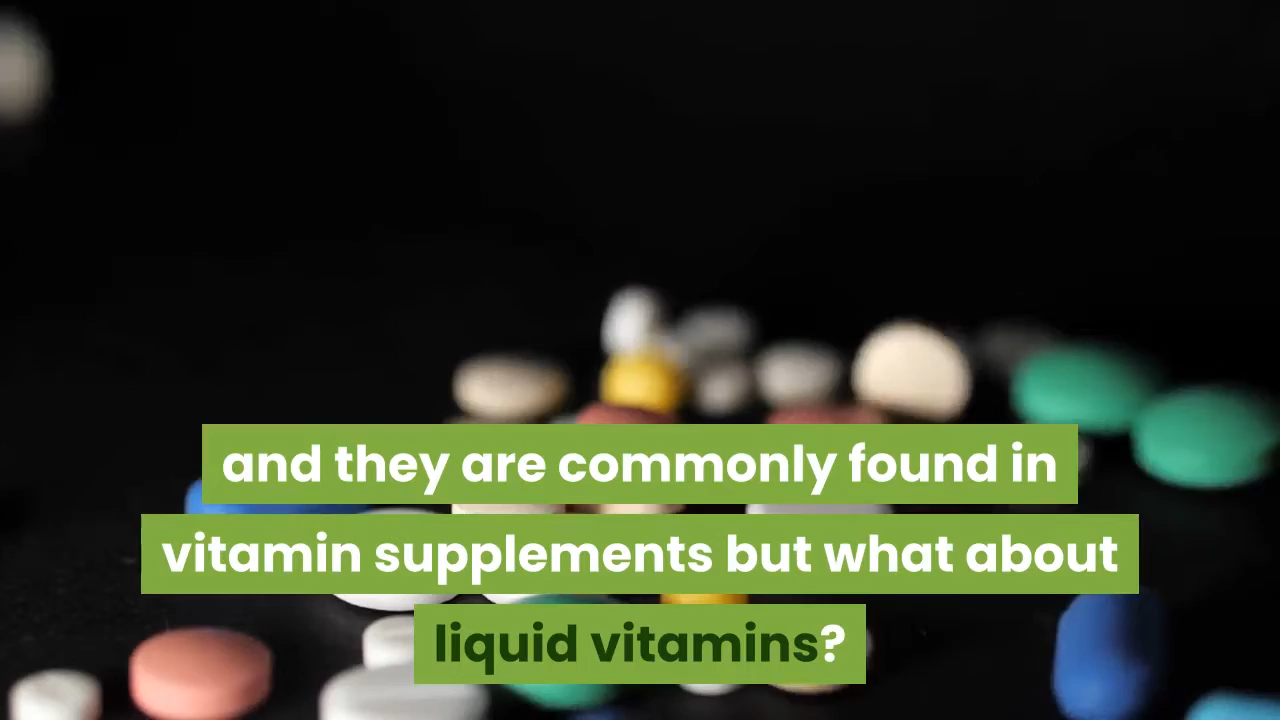 and they are commonly found in
vitamin supplements but what about
liquid vitamins?